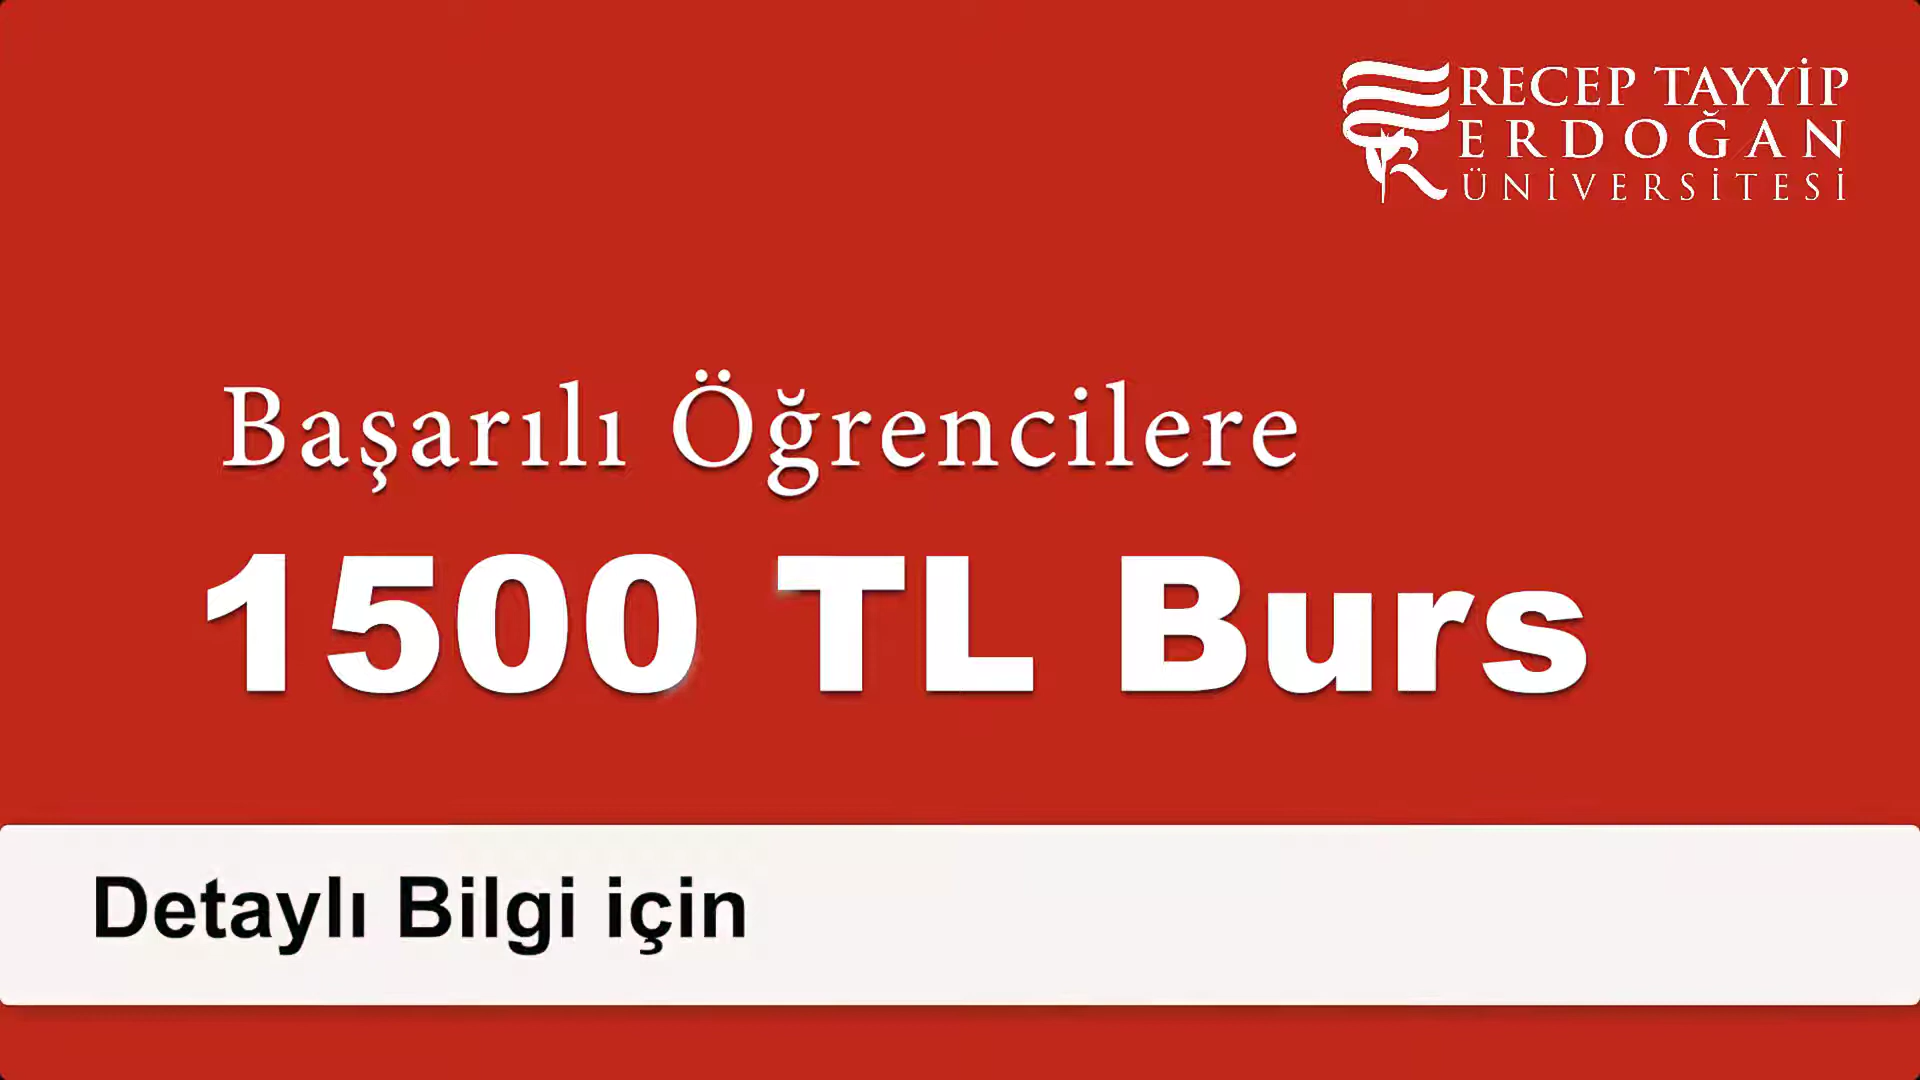 RECEP TAYYİP
ERDOĞAN
ÜNİVERSİTESİ
Başarılı Öğrencilere
1500 TL Burs
Detaylı Bilgi için